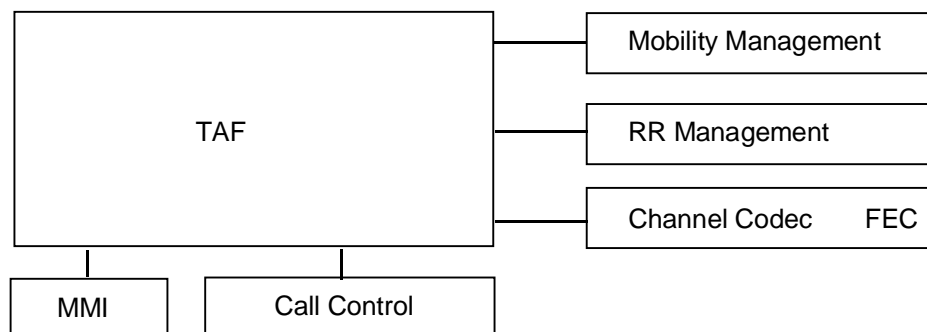 Mobility Management
TAF
RR Management
Channel Codec FEC
MMI
Call Control